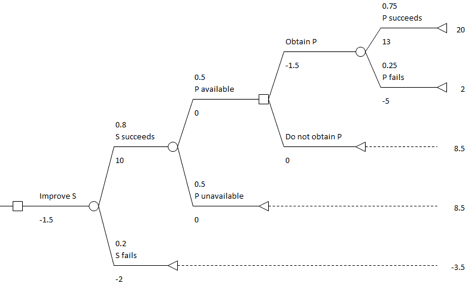 0.75
P succeeds
20
Obtain P
13
-1.5
0.25
P fails
0.5
P available
2
-5
0
0.8
S succeeds
Do not obtain P
8.5
10
0
0.5
P unavailable
Improve S
8.5
-1.5
0
0.2
S fails
-3.5
-2